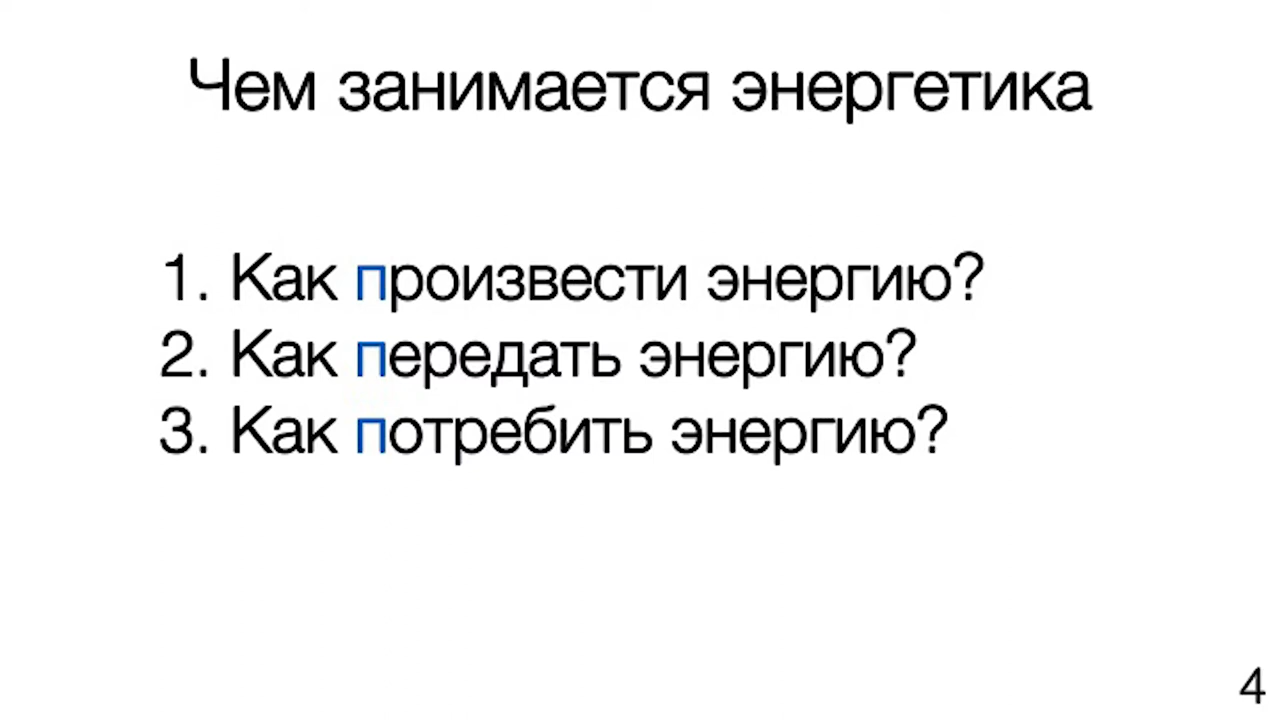 Чем занимается энергетика
1. Как произвести энергию?
2. Как передать энергию?
3. Как потребить энергию?
4